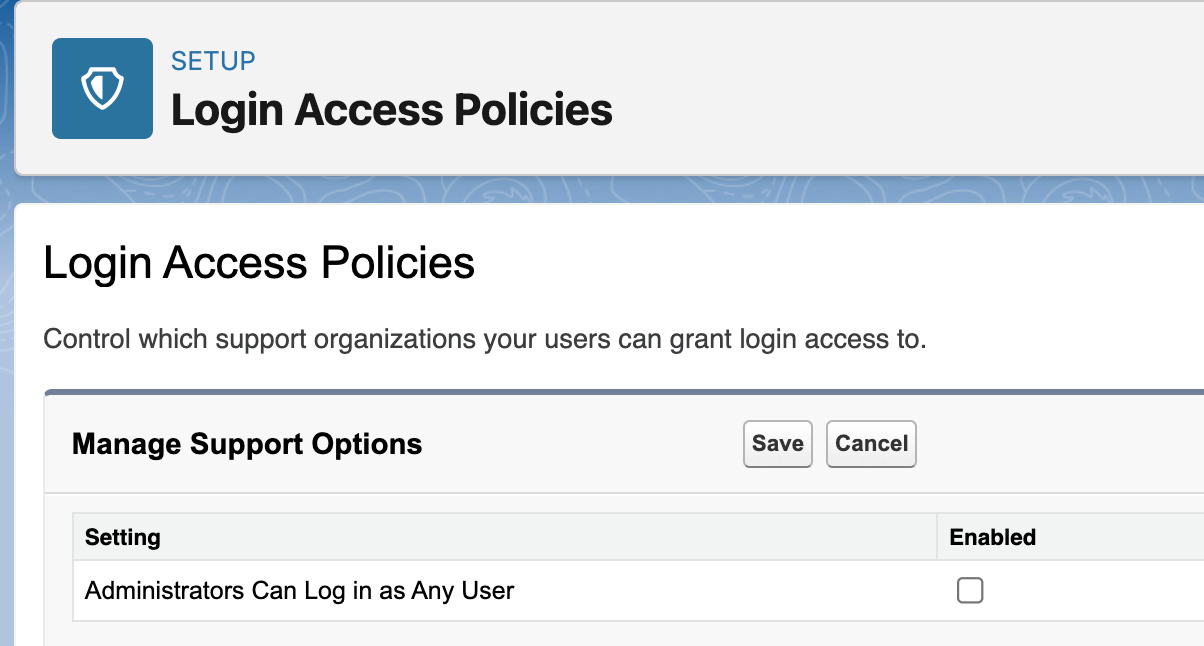 SETUP
Login Access Policies
Login Access Policies
Control which support organizations your users can grant login access to.
Manage Support Options Save Cancel
Setting Enabled
Administrators Can Log in as Any User